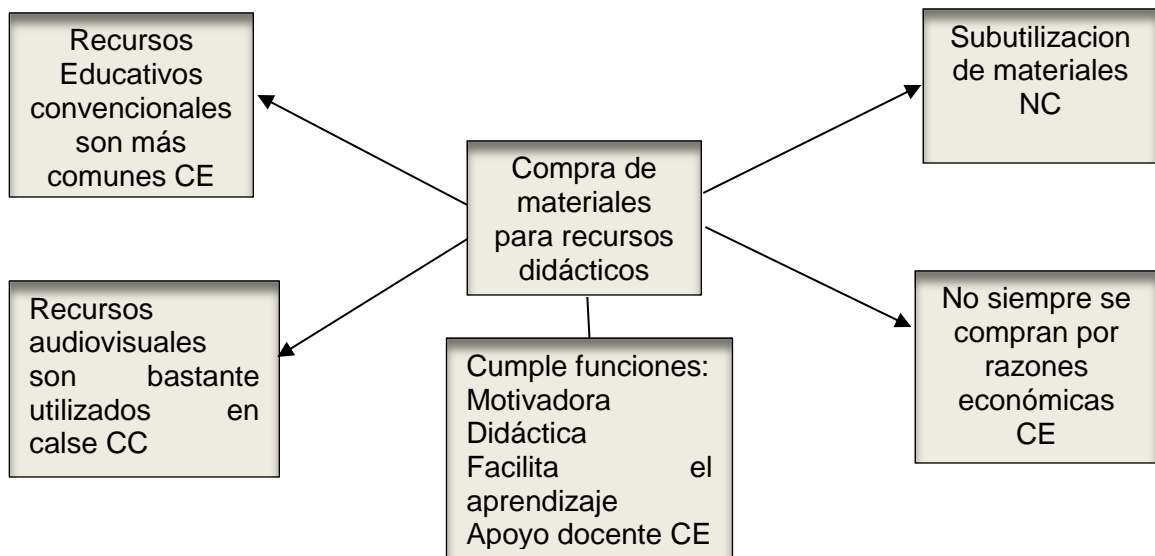 Recursos
Educativos
convencionales
son más
comunes CE
Subutilizacion
de materiales
NC
Compra de
materiales
para recursos
didácticos
Recursos
audiovisuales
son bastante
utilizados en
calse CC
No siempre se
compran por
razones
económicas
CE
Cumple funciones:
Motivadora
Didáctica
Facilita el
aprendizaje
Apoyo docente CE